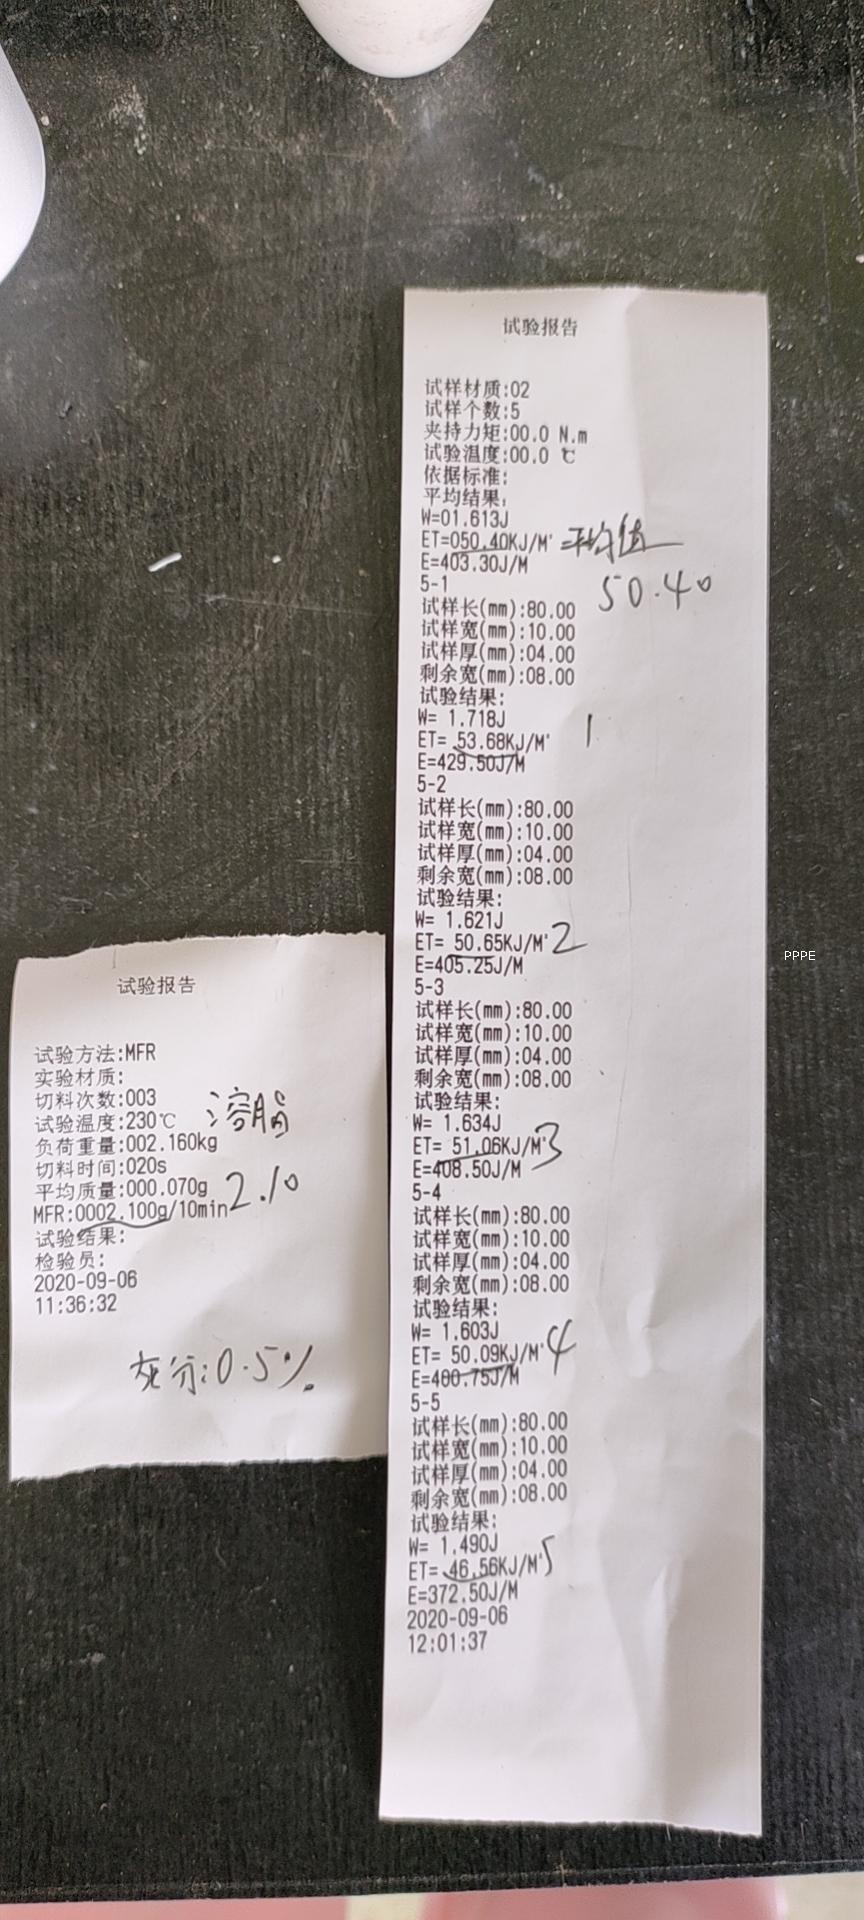 试验报告
试验方法:MFR
实验材质:
切料次数:003
试验温度:230℃
溶脂
负荷重量:002.160kg
切料时间:020s
平均质量:000.070g
MFR:0002.100g/10min
2.10
试验结果:
检验员:
2020-09-06
11:36:32
灰分:0.5%
试验报告
试样材质:02
试样个数:5
夹持力矩:00.0 N.m
试验温度:00.0 ℃
依据标准:
平均结果:
W=01.613J
ET=050.40KJ/M² 平均值
E=403.30J/M
50.40
5-1
试样长(mm):80.00
试样宽(mm):10.00
试样厚(mm):04.00
剩余宽(mm):08.00
试验结果:
W= 1.718J
ET= 53.68KJ/M² 1
E=429.50J/M
5-2
试样长(mm):80.00
试样宽(mm):10.00
试样厚(mm):04.00
剩余宽(mm):08.00
试验结果:
W= 1.621J
ET= 50.65KJ/M² 2
E=405.25J/M
5-3
试样长(mm):80.00
试样宽(mm):10.00
试样厚(mm):04.00
剩余宽(mm):08.00
试验结果:
W= 1.634J
ET= 51.06KJ/M² 3
E=408.50J/M
5-4
试样长(mm):80.00
试样宽(mm):10.00
试样厚(mm):04.00
剩余宽(mm):08.00
试验结果:
W= 1.603J
ET= 50.09KJ/M² 4
E=400.75J/M
5-5
试样长(mm):80.00
试样宽(mm):10.00
试样厚(mm):04.00
剩余宽(mm):08.00
试验结果:
W= 1.490J
ET= 46.56KJ/M² 5
E=372.50J/M
2020-09-06
12:01:37
PPPE